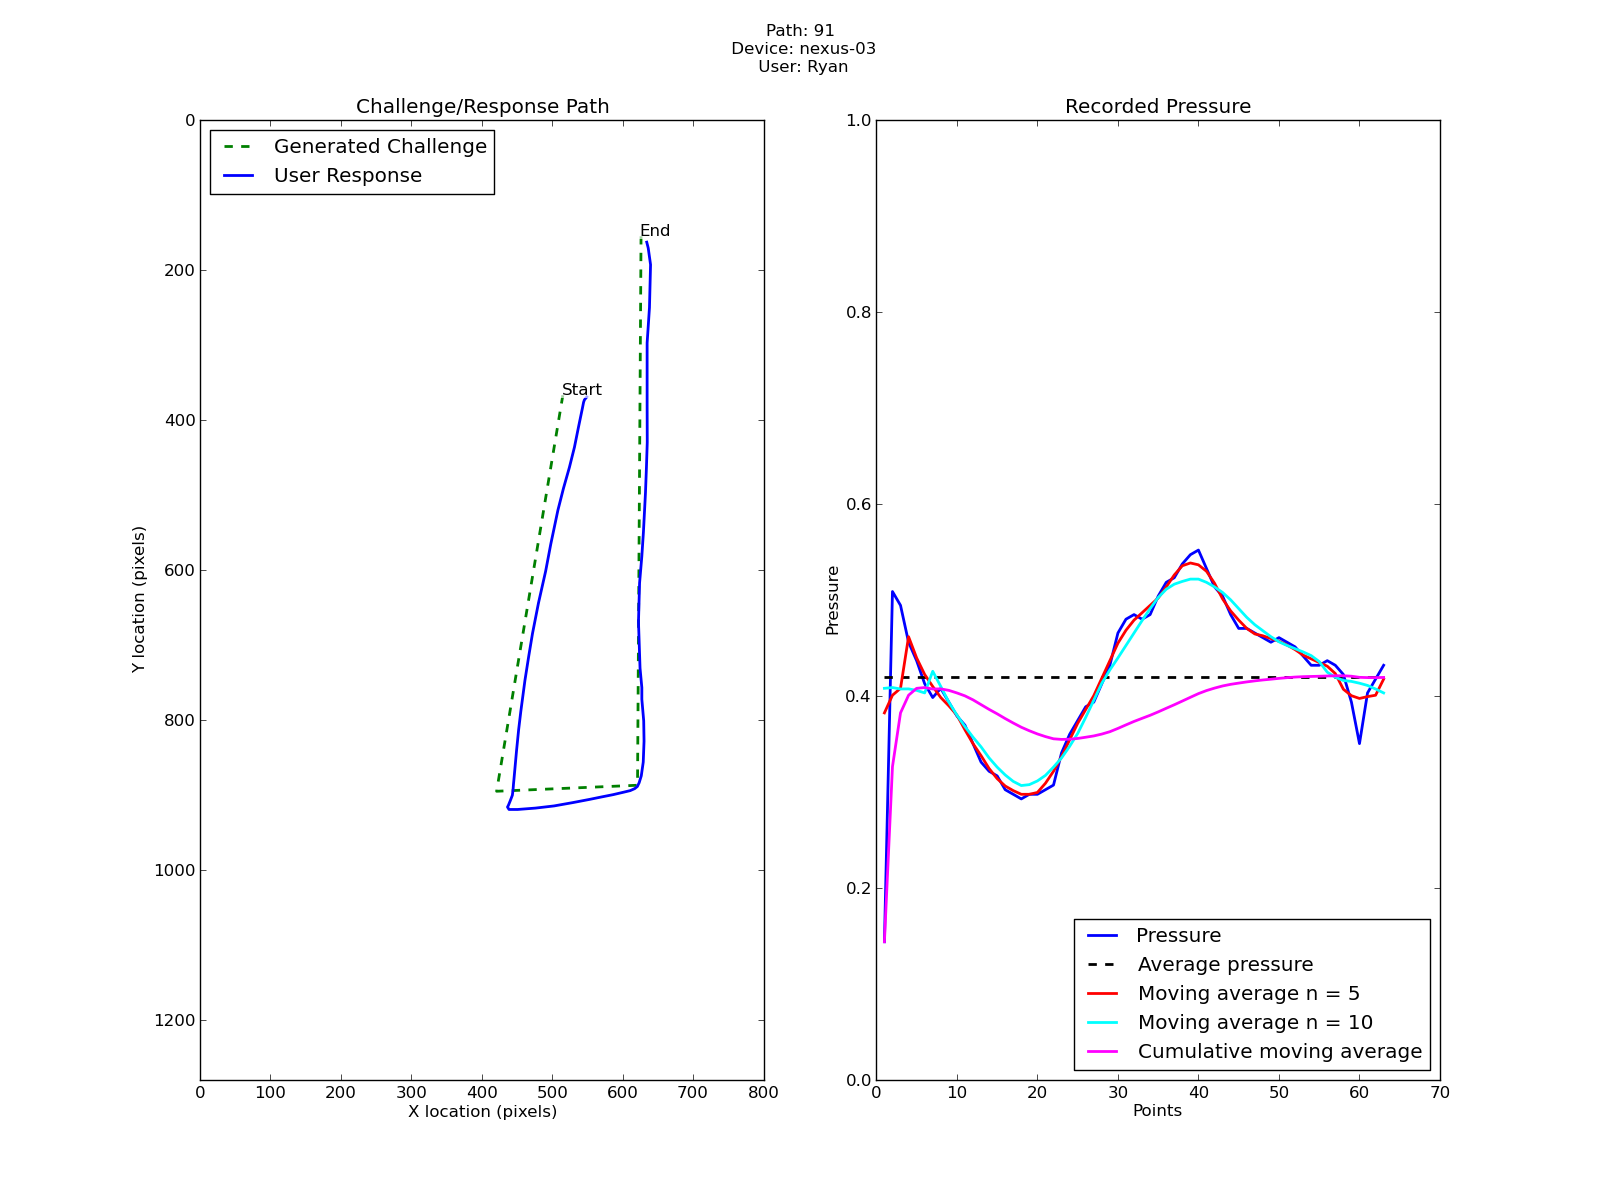 Path: 91
Device: nexus-03
User: Ryan
Challenge/Response Path
Generated Challenge
User Response
End
Start
0
200
400
600
800
1000
1200
Y location (pixels)
0 100 200 300 400 500 600 700 800
X location (pixels)
Recorded Pressure
1.0
0.8
0.6
0.4
0.2
0.0
Pressure
Pressure
Average pressure
Moving average n = 5
Moving average n = 10
Cumulative moving average
0 10 20 30 40 50 60 70
Points